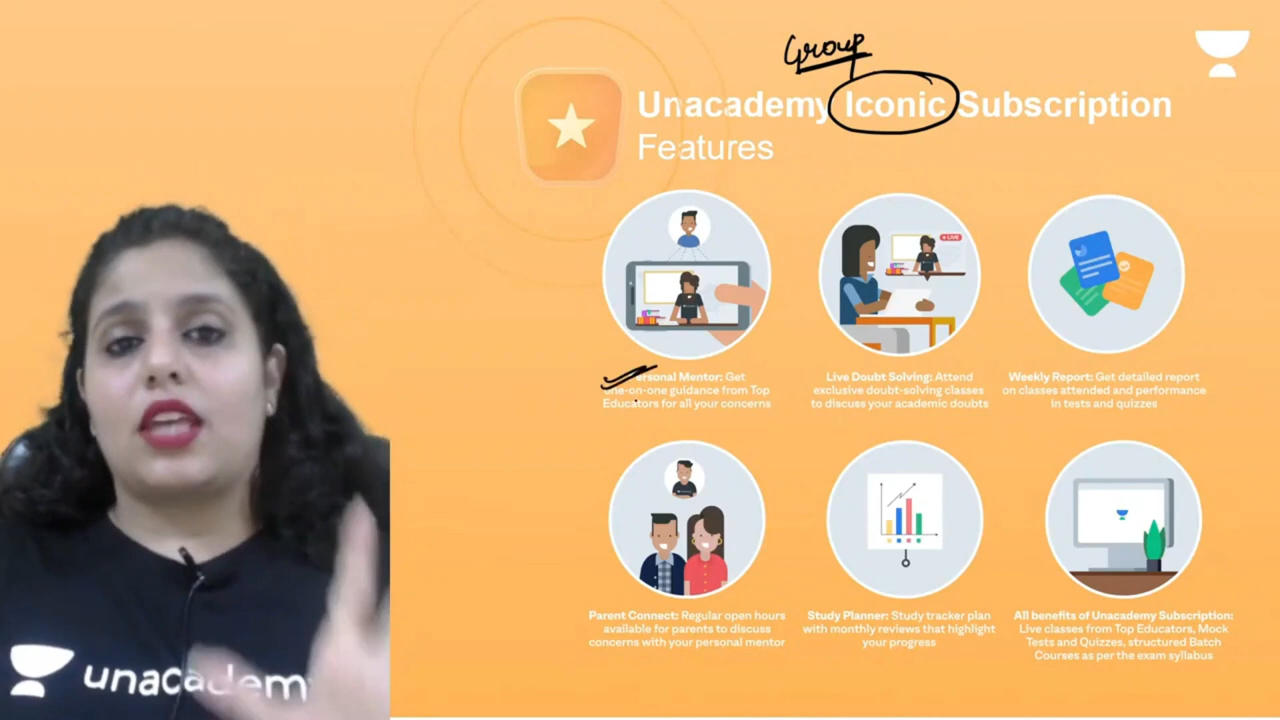 Group
Unacademy Iconic Subscription
Features
LIVE
Personal Mentor: Get
one-on-one guidance from Top
Educators for all your concerns
Live Doubt Solving: Attend
exclusive doubt-solving classes
to discuss your academic doubts
Weekly Report: Get detailed report
on classes attended and performance
in tests and quizzes
Parent Connect: Regular open hours
available for parents to discuss
concerns with your personal mentor
Study Planner: Study tracker plan
with monthly reviews that highlight
your progress
All benefits of Unacademy Subscription:
Live classes from Top Educators, Mock
Tests and Quizzes, structured Batch
Courses as per the exam syllabus
unacademy